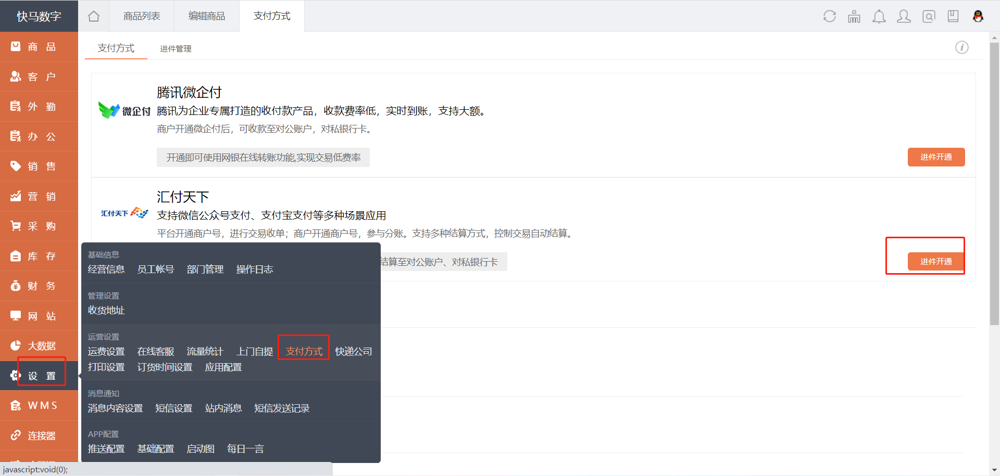 快马数字
商品列表
编辑商品
支付方式
商 品
客 户
外 勤
办 公
销 售
营 销
采 购
库 存
财 务
网 站
大数据
设 置
W M S
连接器
支付方式
进件管理
微企付
腾讯微企付
腾讯为企业专属打造的收付款产品，收款费率低，实时到账，支持大额。
商户开通微企付后，可收款至对公账户，对私银行卡。
开通即可使用网银在线转账功能,实现交易低费率
进件开通
汇付天下
汇付天下
支持微信公众号支付、支付宝支付等多种场景应用
平台开通商户号，进行交易收单；商户开通商户号，参与分账。支持多种结算方式，控制交易自动结算。
结算至对公账户、对私银行卡
进件开通
基础信息
经营信息 员工帐号 部门管理 操作日志
管理设置
收货地址
运营设置
运费设置 在线客服 流量统计 上门自提 支付方式 快递公司
打印设置 订货时间设置 应用配置
消息通知
消息内容设置 短信设置 站内消息 短信发送记录
APP配置
推送配置 基础配置 启动图 每日一言
javascript:void(0);